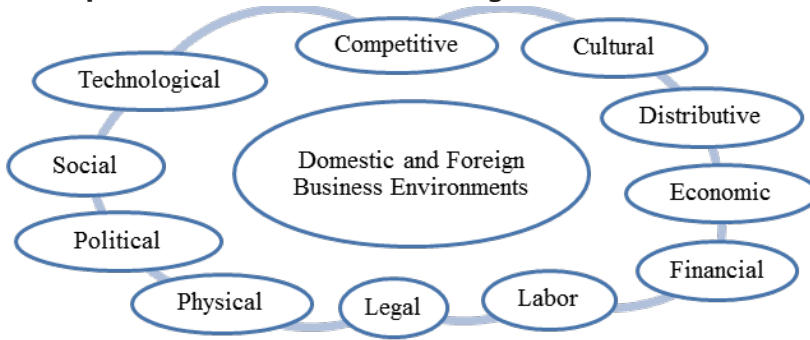 Competitive
Cultural
Technological
Distributive
Domestic and Foreign
Business Environments
Social
Economic
Political
Financial
Physical
Legal
Labor